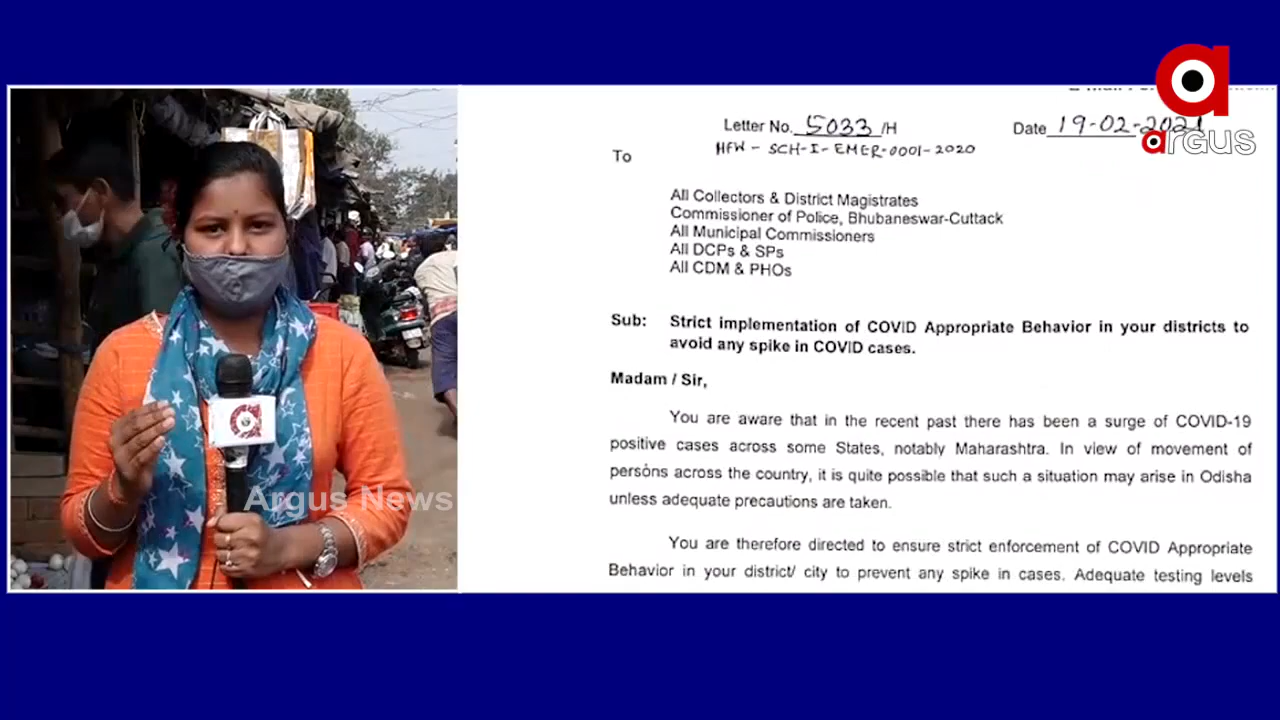 argus
Argus News
Letter No. 5033 /H
Date 19-02-2021
HFW - SCH-I-EMER-0001-2020
To
All Collectors & District Magistrates
Commissioner of Police, Bhubaneswar-Cuttack
All Municipal Commissioners
All DCPs & SPs
All CDM & PHOs
Sub: Strict implementation of COVID Appropriate Behavior in your districts to
avoid any spike in COVID cases.
Madam / Sir,
You are aware that in the recent past there has been a surge of COVID-19
positive cases across some States, notably Maharashtra. In view of movement of
persons across the country, it is quite possible that such a situation may arise in Odisha
unless adequate precautions are taken.
You are therefore directed to ensure strict enforcement of COVID Appropriate
Behavior in your district/ city to prevent any spike in cases. Adequate testing levels